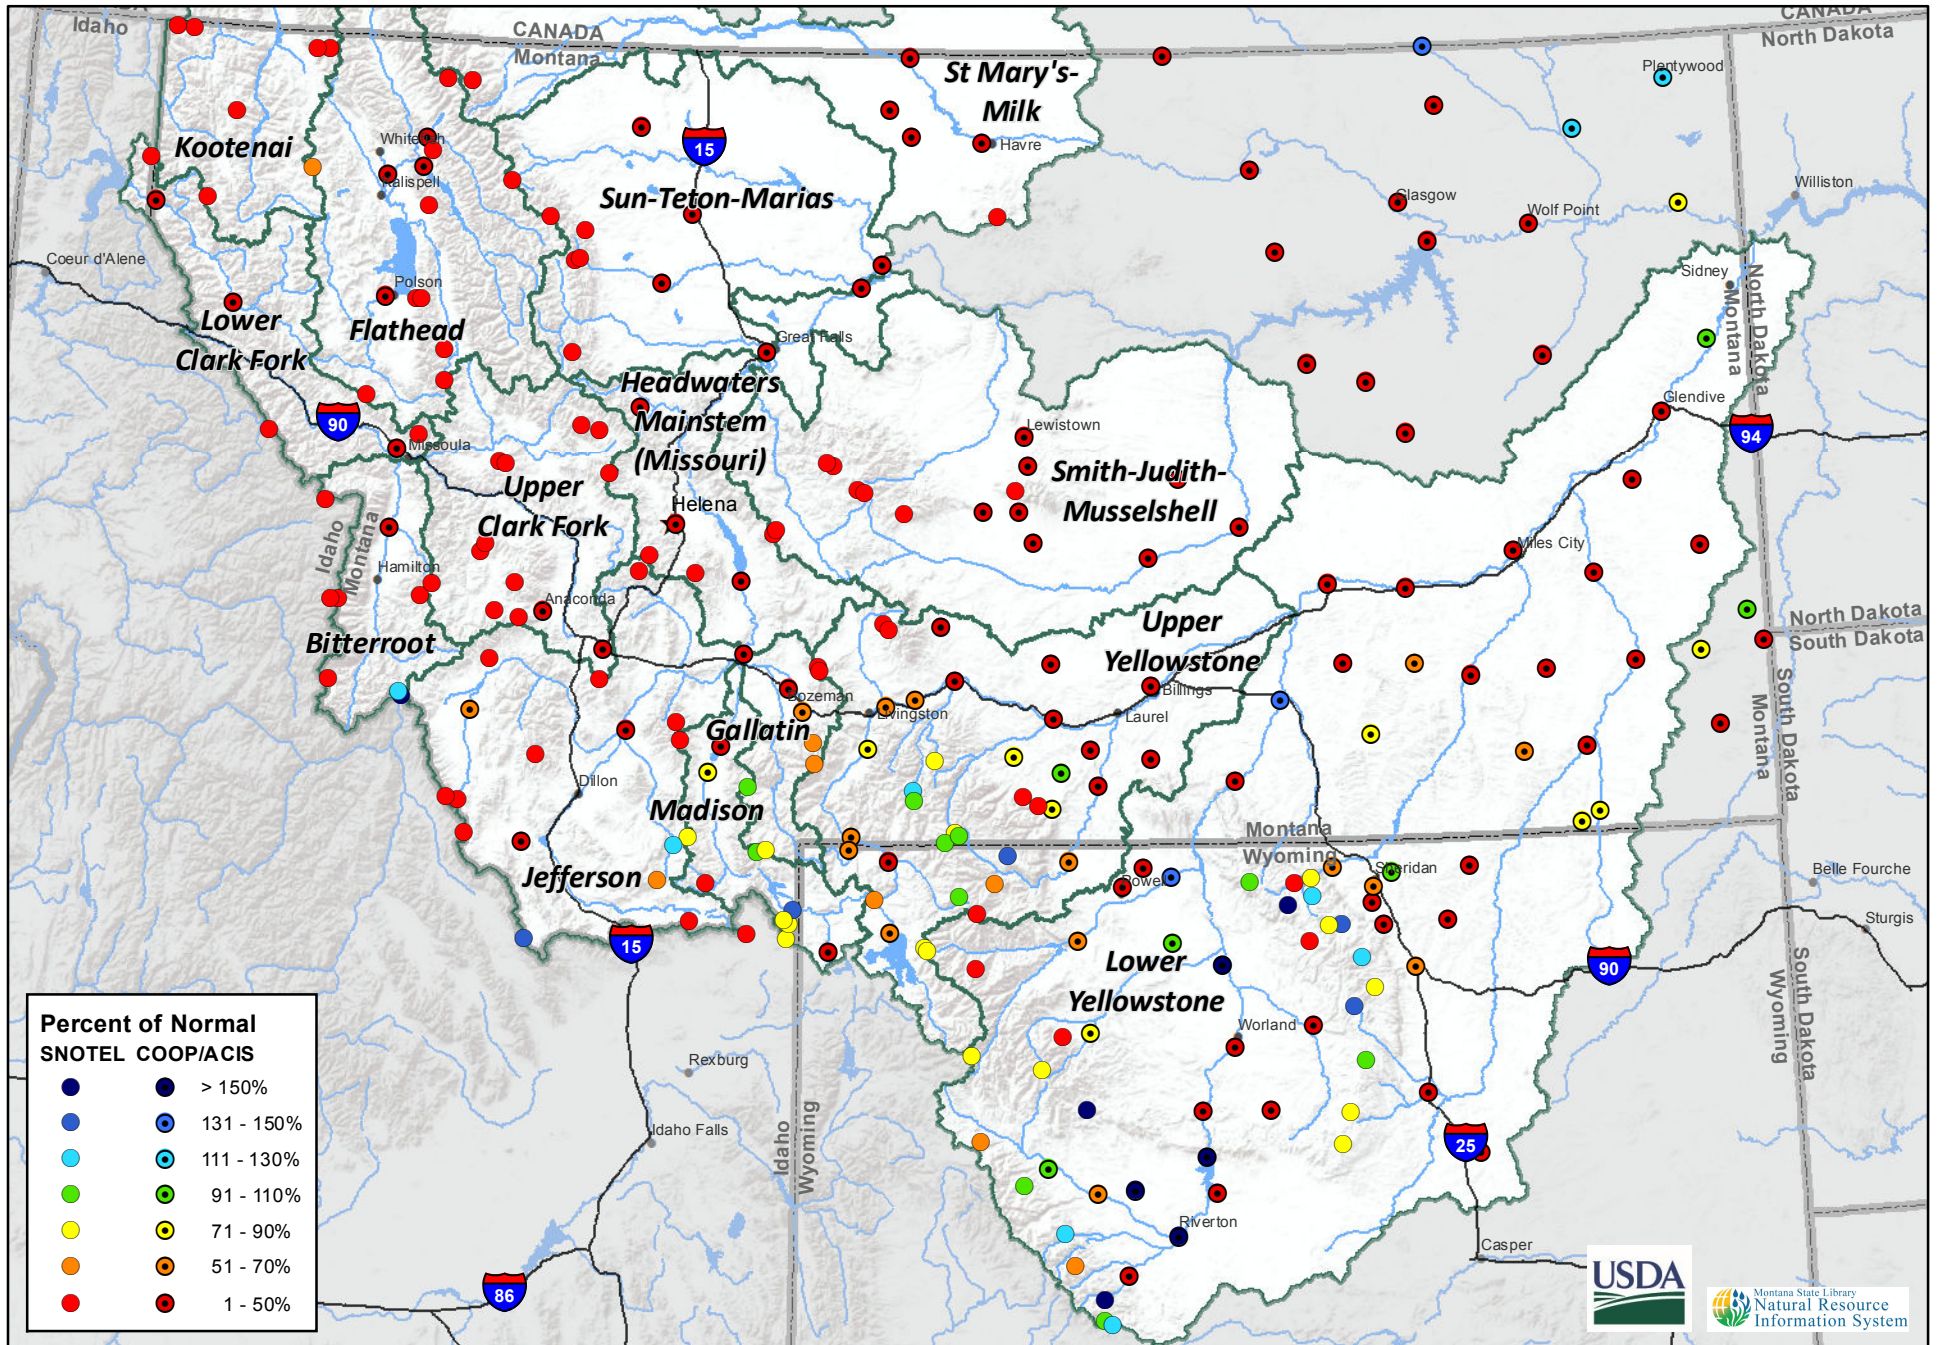 CANADA
Idaho
CANADA
Montana
CANADA
North Dakota
St Mary's-
Milk
Plentywood
Kootenai
Whitefish
15
Havre
Kalispell
Sun-Teton-Marias
Glasgow
Wolf Point
Williston
Coeur d'Alene
Polson
Sidney
North Dakota
Montana
Lower
Clark Fork
Flathead
Great Falls
Headwaters
Mainstem
(Missouri)
90
Missoula
Lewistown
Glendive
94
Smith-Judith-
Musselshell
Upper
Clark Fork
Helena
Idaho
Montana
Hamilton
Miles City
Anaconda
Bitterroot
Upper
Yellowstone
North Dakota
South Dakota
Bozeman
Livingston
Billings
Laurel
Gallatin
South Dakota
Montana
Dillon
Madison
Montana
Wyoming
Jefferson
Powell
Sheridan
Belle Fourche
Sturgis
15
Lower
Yellowstone
90
South Dakota
Wyoming
Worland
Rexburg
Idaho
Wyoming
Idaho Falls
25
Riverton
Casper
86
Percent of Normal
SNOTEL COOP/ACIS
> 150%
131 - 150%
111 - 130%
91 - 110%
71 - 90%
51 - 70%
1 - 50%
USDA
Montana State Library
Natural Resource
Information System